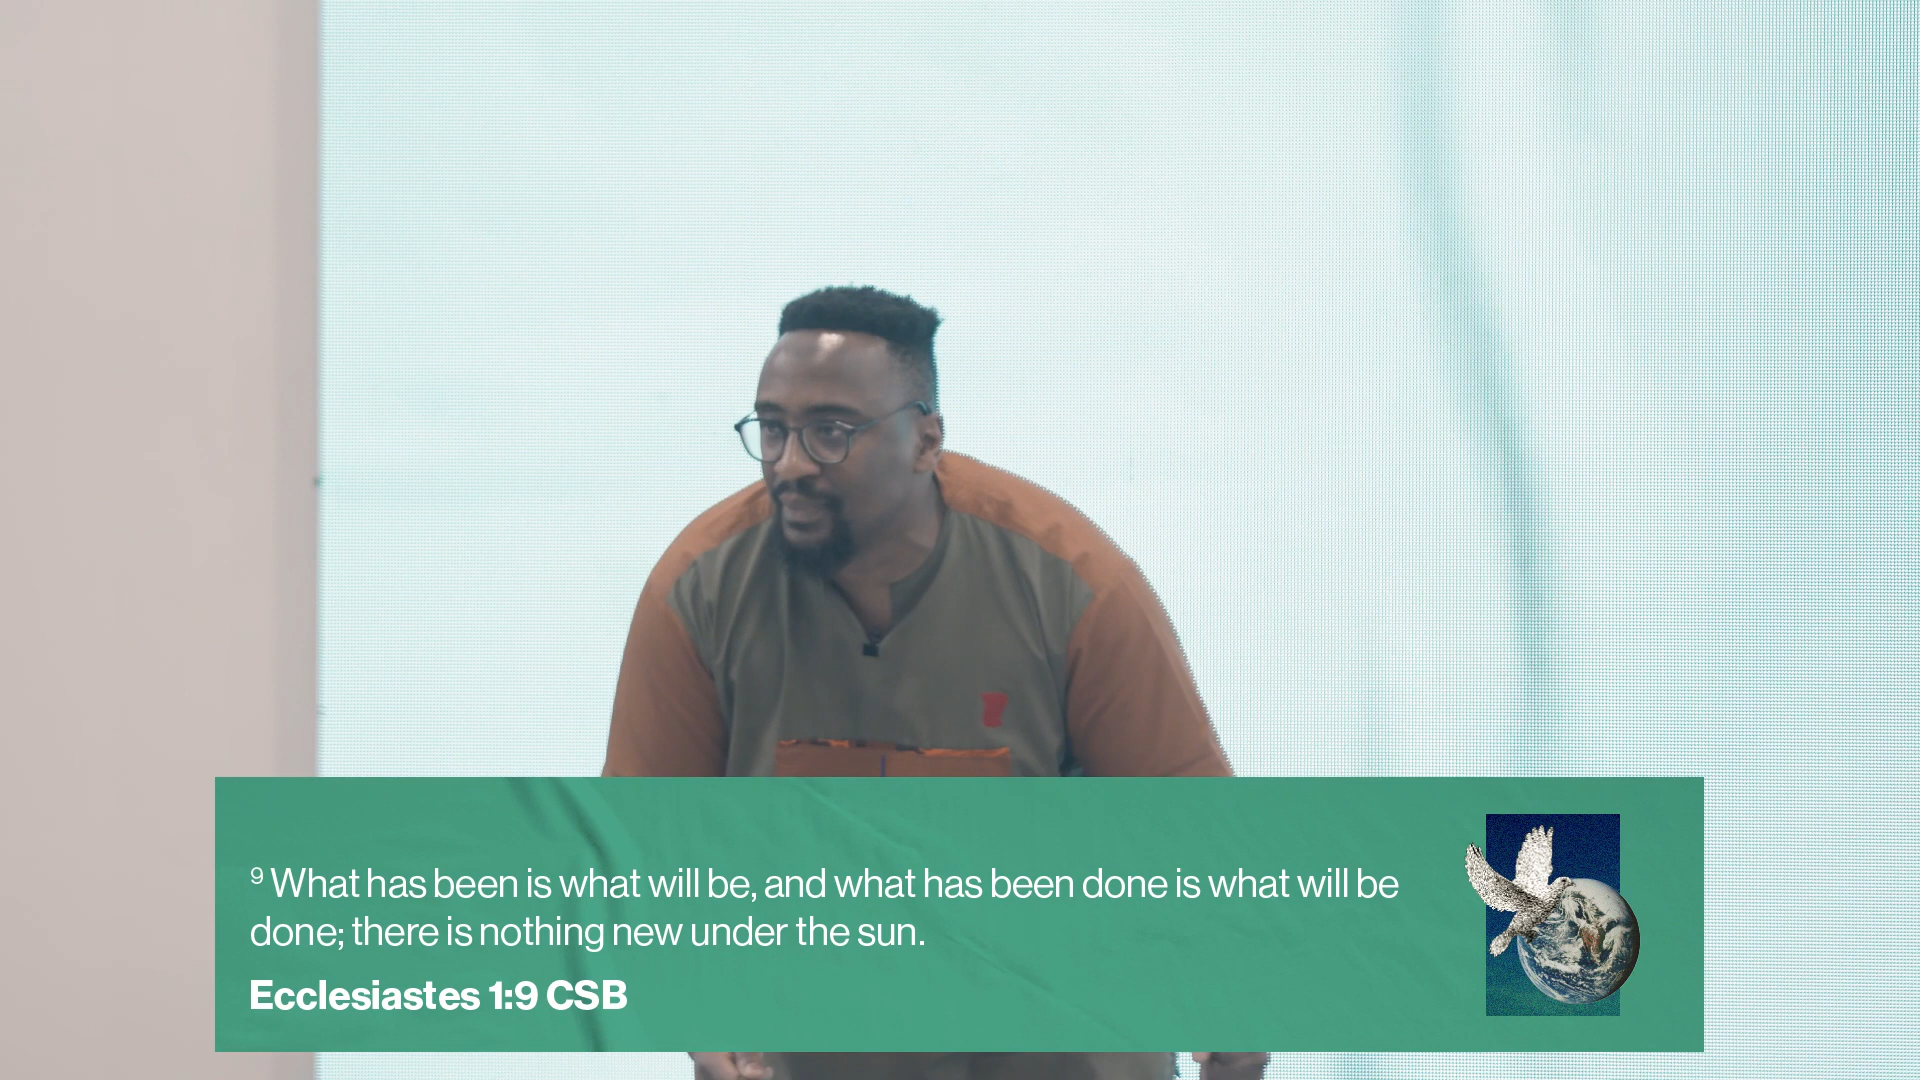 ⁹ What has been is what will be, and what has been done is what will be
done; there is nothing new under the sun.
Ecclesiastes 1:9 CSB